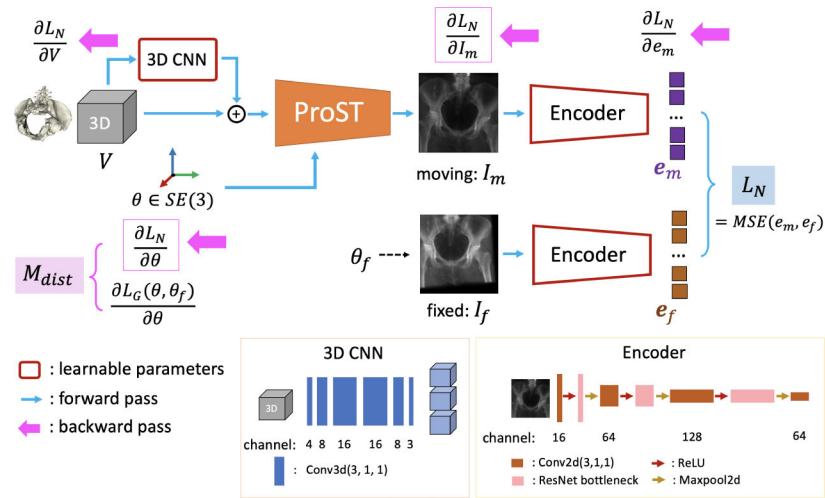 ∂L_N/∂V
3D CNN
3D
V
+
ProST
θ ∈ SE(3)
∂L_N/∂I_m
∂L_N/∂e_m
moving: I_m
Encoder
...
e_m
L_N
= MSE(e_m, e_f)
θ_f
fixed: I_f
Encoder
...
e_f
M_dist
∂L_N/∂θ
∂L_G(θ, θ_f)/∂θ
: learnable parameters
: forward pass
: backward pass
3D CNN
3D
channel: 4 8 16 16 8 3
: Conv3d(3, 1, 1)
Encoder
channel: 16 64 128 64
: Conv2d(3,1,1)
: ReLU
: ResNet bottleneck
: Maxpool2d